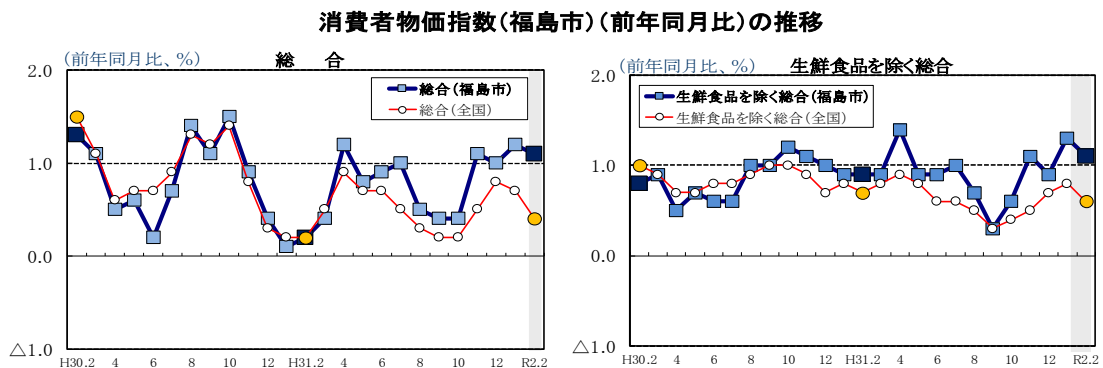 消費者物価指数（福島市）（前年同月比）の推移
（前年同月比、％）
総　合
2.0
1.0
0.0
△1.0
総合（福島市）
総合（全国）
H30.2 4 6 8 10 12 H31.2 4 6 8 10 12 R2.2
（前年同月比、％）
生鮮食品を除く総合
2.0
1.0
0.0
△1.0
生鮮食品を除く総合（福島市）
生鮮食品を除く総合（全国）
H30.2 4 6 8 10 12 H31.2 4 6 8 10 12 R2.2